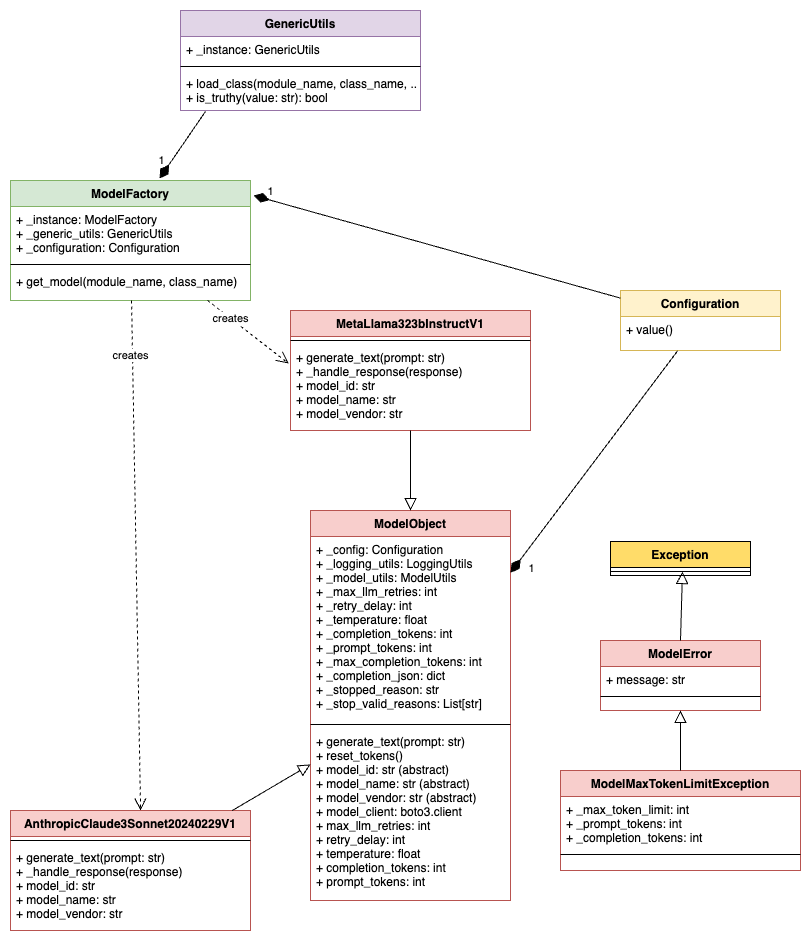 GenericUtils
+ _instance: GenericUtils
+ load_class(module_name, class_name, ..
+ is_truthy(value: str): bool
1
ModelFactory
+ _instance: ModelFactory
+ _generic_utils: GenericUtils
+ _configuration: Configuration
+ get_model(module_name, class_name)
1
Configuration
+ value()
creates
creates
MetaLlama323bInstructV1
+ generate_text(prompt: str)
+ _handle_response(response)
+ model_id: str
+ model_name: str
+ model_vendor: str
ModelObject
+ _config: Configuration
+ _logging_utils: LoggingUtils
+ _model_utils: ModelUtils
+ _max_llm_retries: int
+ _retry_delay: int
+ _temperature: float
+ _completion_tokens: int
+ _prompt_tokens: int
+ _max_completion_tokens: int
+ _completion_json: dict
+ _stopped_reason: str
+ _stop_valid_reasons: List[str]
+ generate_text(prompt: str)
+ reset_tokens()
+ model_id: str (abstract)
+ model_name: str (abstract)
+ model_vendor: str (abstract)
+ model_client: boto3.client
+ max_llm_retries: int
+ retry_delay: int
+ temperature: float
+ completion_tokens: int
+ prompt_tokens: int
1
Exception
ModelError
+ message: str
ModelMaxTokenLimitException
+ _max_token_limit: int
+ _prompt_tokens: int
+ _completion_tokens: int
AnthropicClaude3Sonnet20240229V1
+ generate_text(prompt: str)
+ _handle_response(response)
+ model_id: str
+ model_name: str
+ model_vendor: str